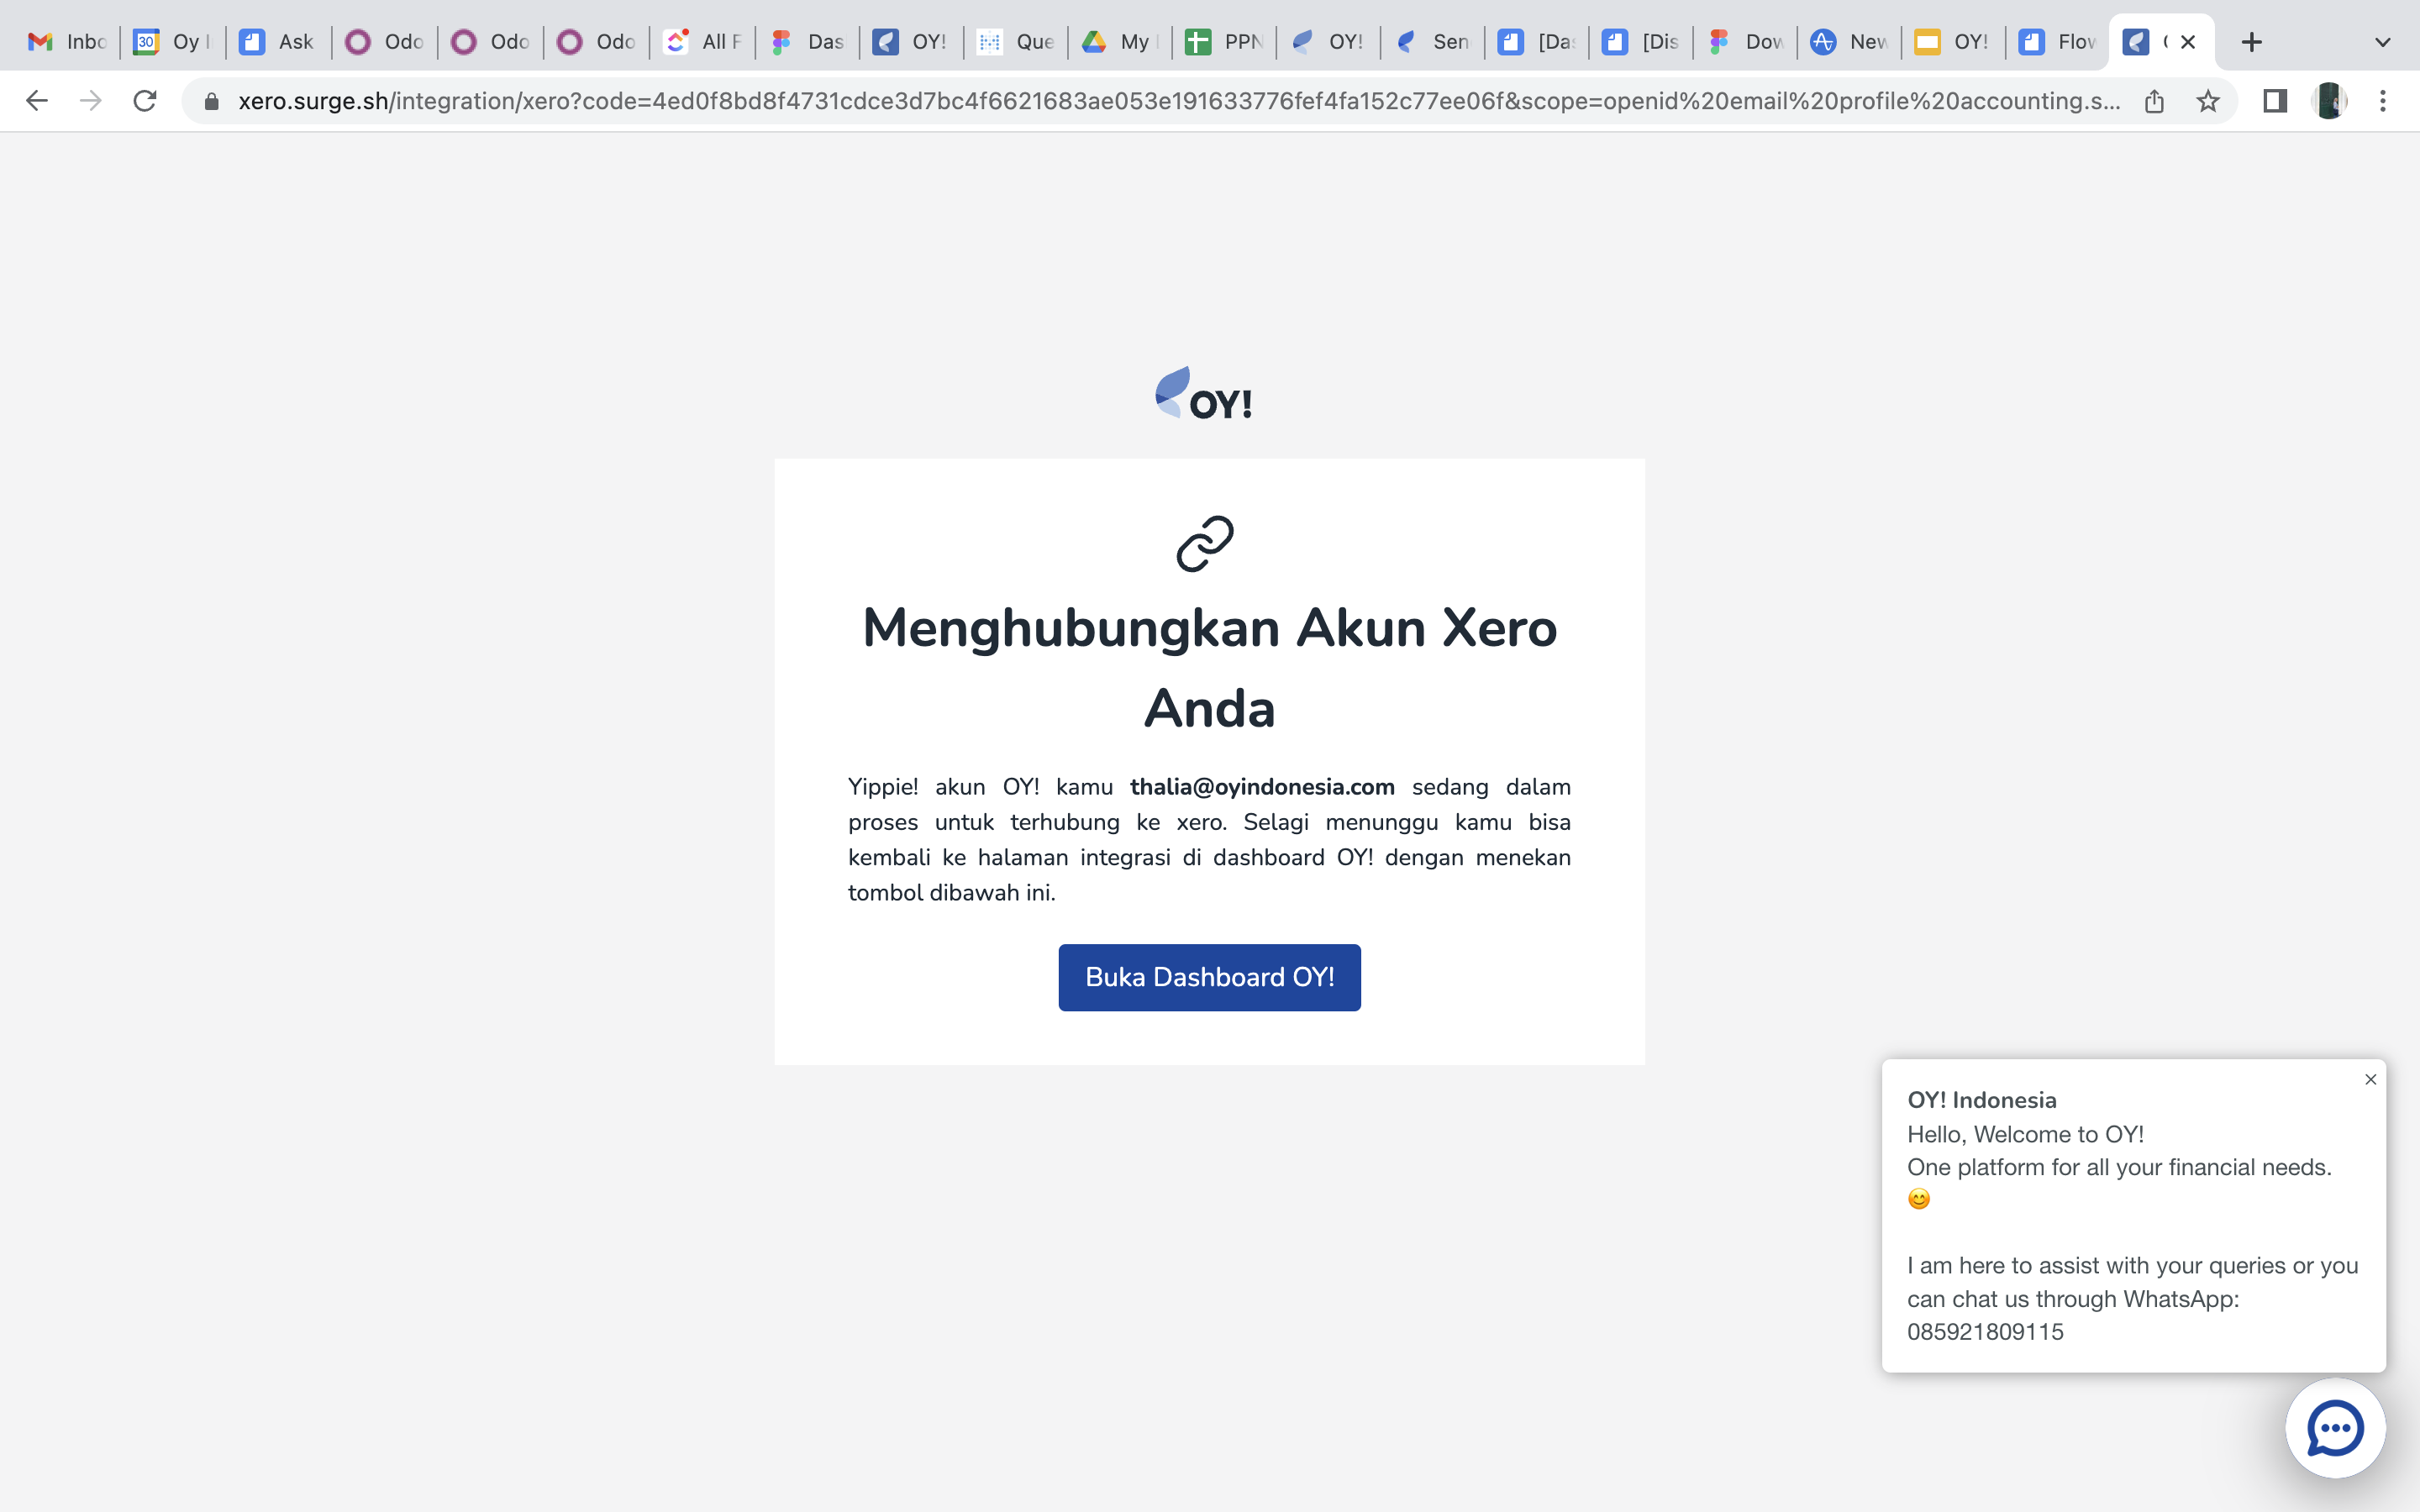 Inbo
30
Oy I
Ask
Odo
Odo
Odo
All F
Das
OY!
Que
My
PPN
OY!
Sen
[Da
[Dis
Dow
New
OY!
Flow
xero.surge.sh/integration/xero?code=4ed0f8bd8f4731cdce3d7bc4f6621683ae053e191633776fef4fa152c77ee06f&scope=openid%20email%20profile%20accounting.s...
OY!
Menghubungkan Akun Xero
Anda
Yippie! akun OY! kamu thalia@oyindonesia.com sedang dalam
proses untuk terhubung ke xero. Selagi menunggu kamu bisa
kembali ke halaman integrasi di dashboard OY! dengan menekan
tombol dibawah ini.
Buka Dashboard OY!
OY! Indonesia
Hello, Welcome to OY!
One platform for all your financial needs.
😊
I am here to assist with your queries or you
can chat us through WhatsApp:
085921809115